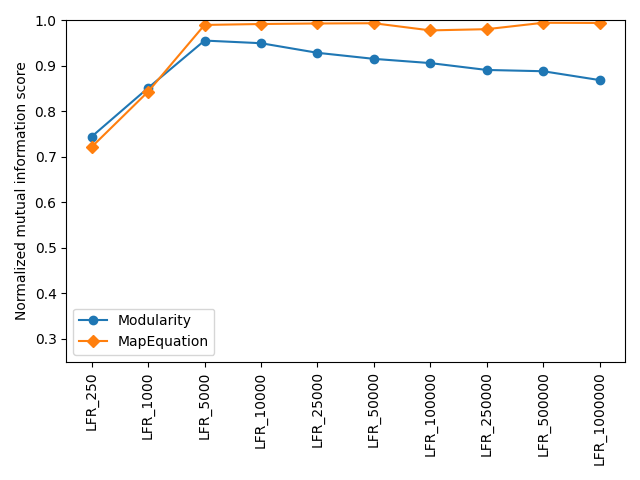 1.0
0.9
0.8
0.7
0.6
0.5
0.4
0.3
Normalized mutual information score
Modularity
MapEquation
LFR_250
LFR_1000
LFR_5000
LFR_10000
LFR_25000
LFR_50000
LFR_100000
LFR_250000
LFR_500000
LFR_1000000